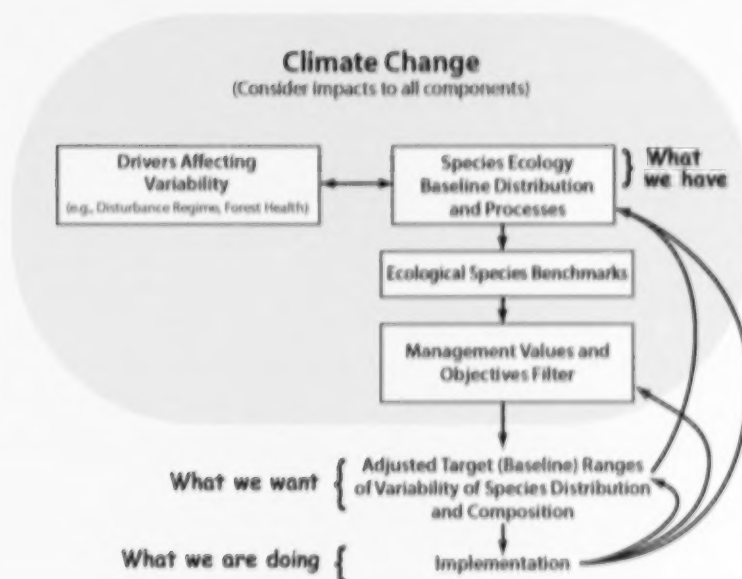 Climate Change
(Consider impacts to all components)
Drivers Affecting
Variability
(e.g., Disturbance Regime, Forest Health)
Species Ecology
Baseline Distribution
and Processes
What
we have
Ecological Species Benchmarks
Management Values and
Objectives Filter
What we want
Adjusted Target (Baseline) Ranges
of Variability of Species Distribution
and Composition
What we are doing
Implementation